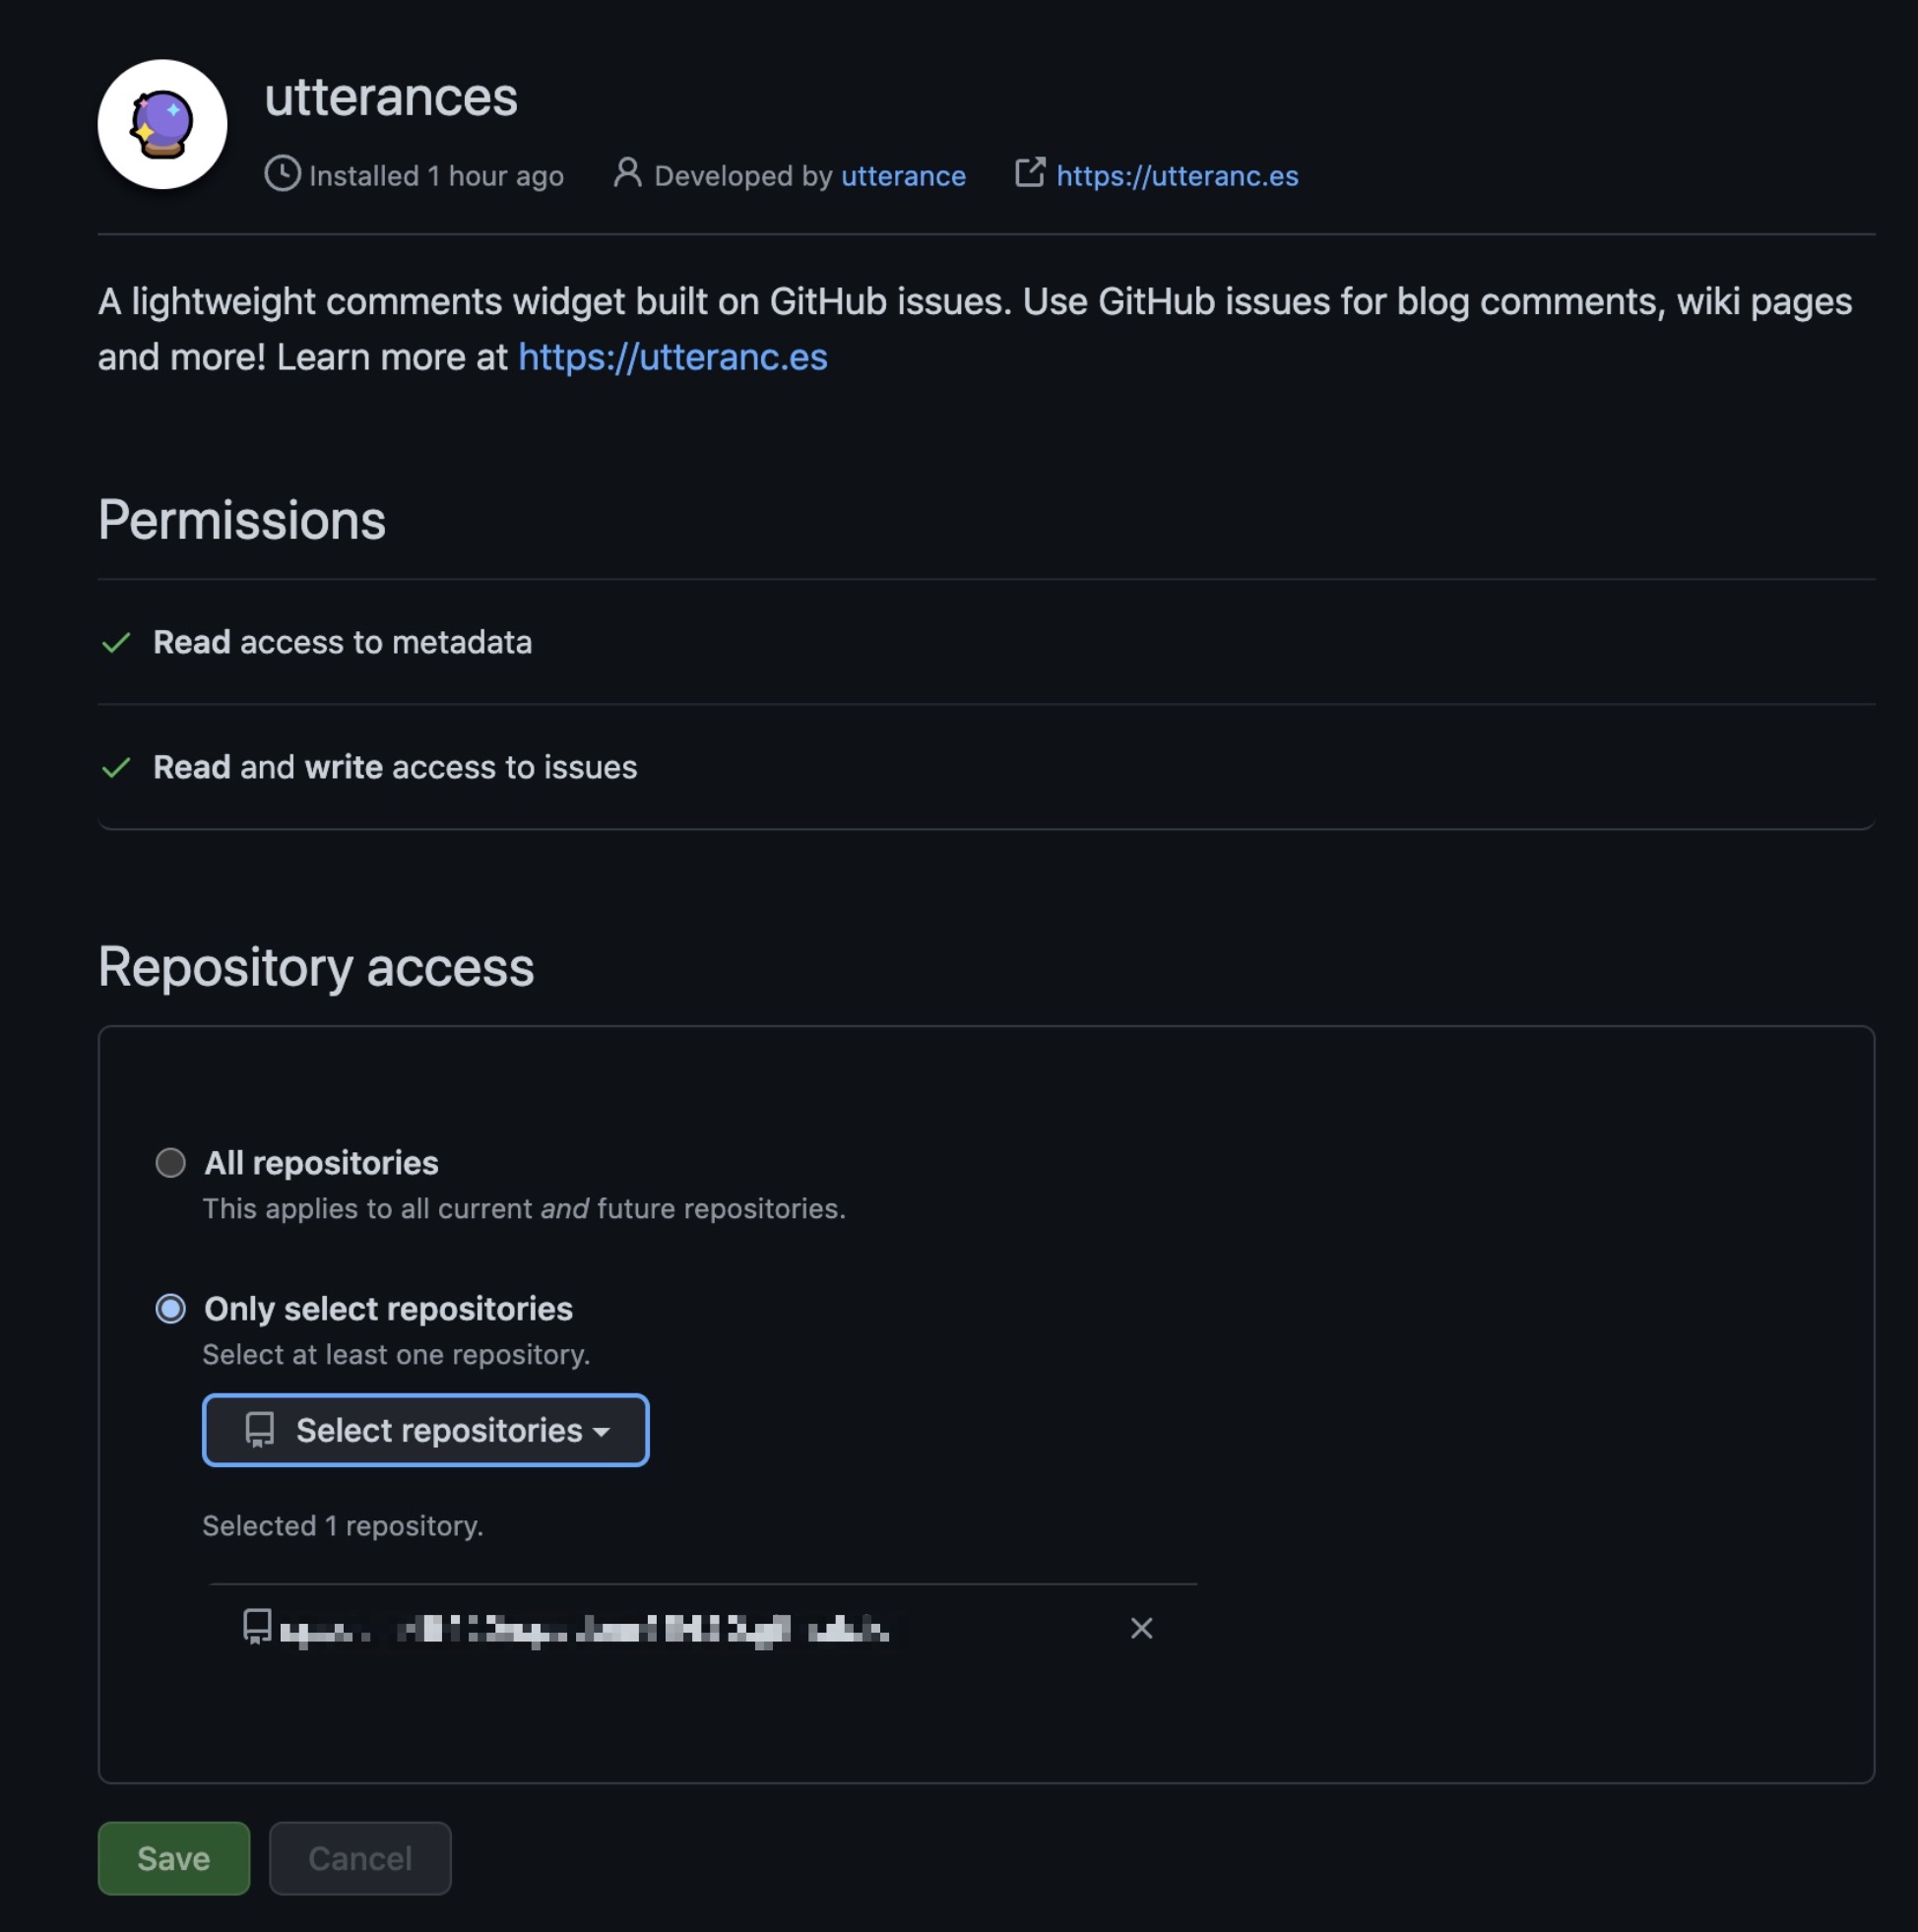 utterances
Installed 1 hour ago Developed by utterance https://utteranc.es
A lightweight comments widget built on GitHub issues. Use GitHub issues for blog comments, wiki pages
and more! Learn more at https://utteranc.es
Permissions
Read access to metadata
Read and write access to issues
Repository access
All repositories
This applies to all current and future repositories.
Only select repositories
Select at least one repository.
Select repositories
Selected 1 repository.
Save Cancel